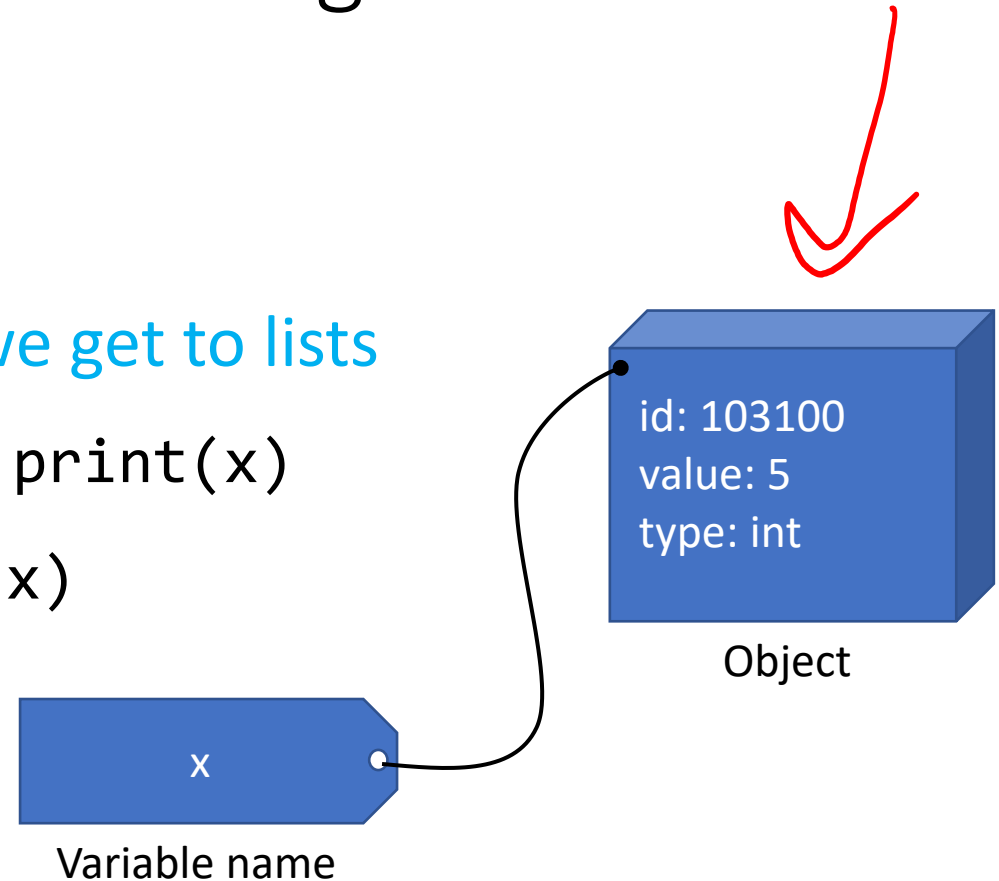 g
ve get to lists
print(x)
x)
id: 103100
value: 5
type: int
Object
x
Variable name